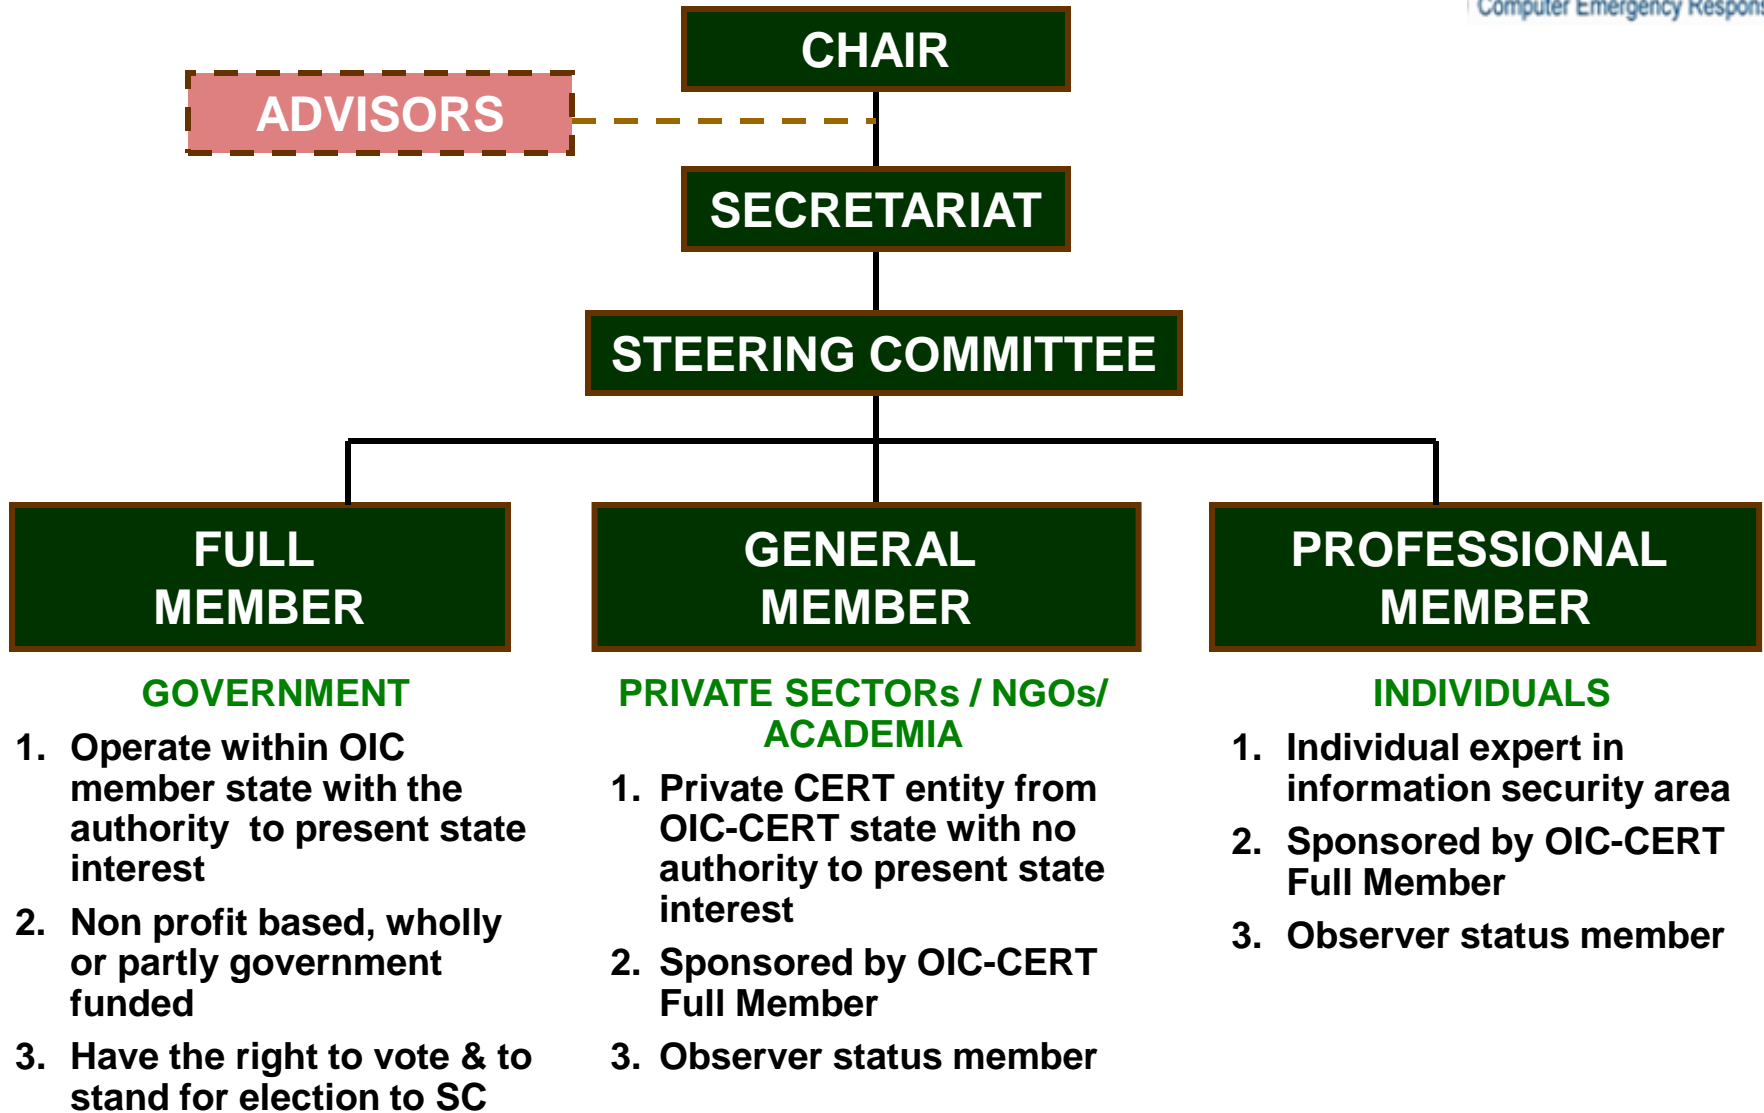 Computer Emergency Respons
CHAIR
ADVISORS
SECRETARIAT
STEERING COMMITTEE
FULL
MEMBER
GENERAL
MEMBER
PROFESSIONAL
MEMBER
GOVERNMENT
1. Operate within OIC
member state with the
authority to present state
interest
2. Non profit based, wholly
or partly government
funded
3. Have the right to vote & to
stand for election to SC
PRIVATE SECTORs / NGOs/
ACADEMIA
1. Private CERT entity from
OIC-CERT state with no
authority to present state
interest
2. Sponsored by OIC-CERT
Full Member
3. Observer status member
INDIVIDUALS
1. Individual expert in
information security area
2. Sponsored by OIC-CERT
Full Member
3. Observer status member